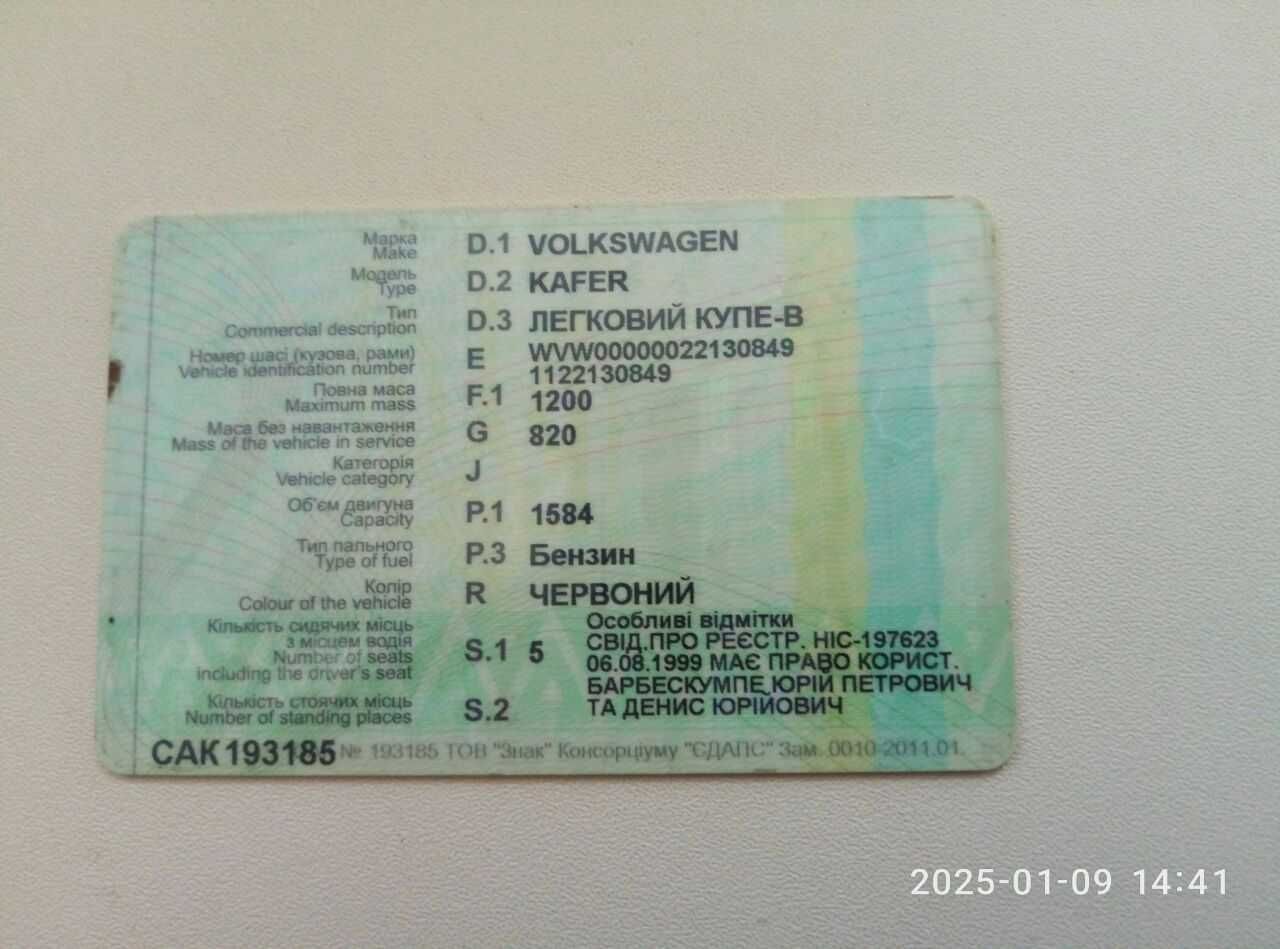 Марка
Make
D.1 VOLKSWAGEN
Модель
Type
D.2 KAFER
Тип
Commercial description
D.3 ЛЕГКОВИЙ КУПЕ-В
Номер шасі (кузова, рами)
Vehicle identification number
E WVW00000022130849
1122130849
Повна маса
Maximum mass
F.1 1200
Маса без навантаження
Mass of the vehicle in service
G 820
Категорія
Vehicle category
J
Об'єм двигуна
Capacity
P.1 1584
Тип пального
Type of fuel
P.3 Бензин
Колір
Colour of the vehicle
R ЧЕРВОНИЙ
Кількість сидячих місць
з місцем водія
Number of seats
including the driver's seat
S.1 5
Особливі відмітки
СВІД.ПРО РЕЄСТР. НІС-197623
06.08.1999 МАЄ ПРАВО КОРИСТ.
БАРБЕСКУМПЕ ЮРІЙ ПЕТРОВИЧ
ТА ДЕНИС ЮРІЙОВИЧ
Кількість стоячих місць
Number of standing places
S.2
САК193185 № 193185 ТОВ "Знак" Консорціуму "ЄДАПС" Зам. 0010-2011.01.
2025-01-09 14:41